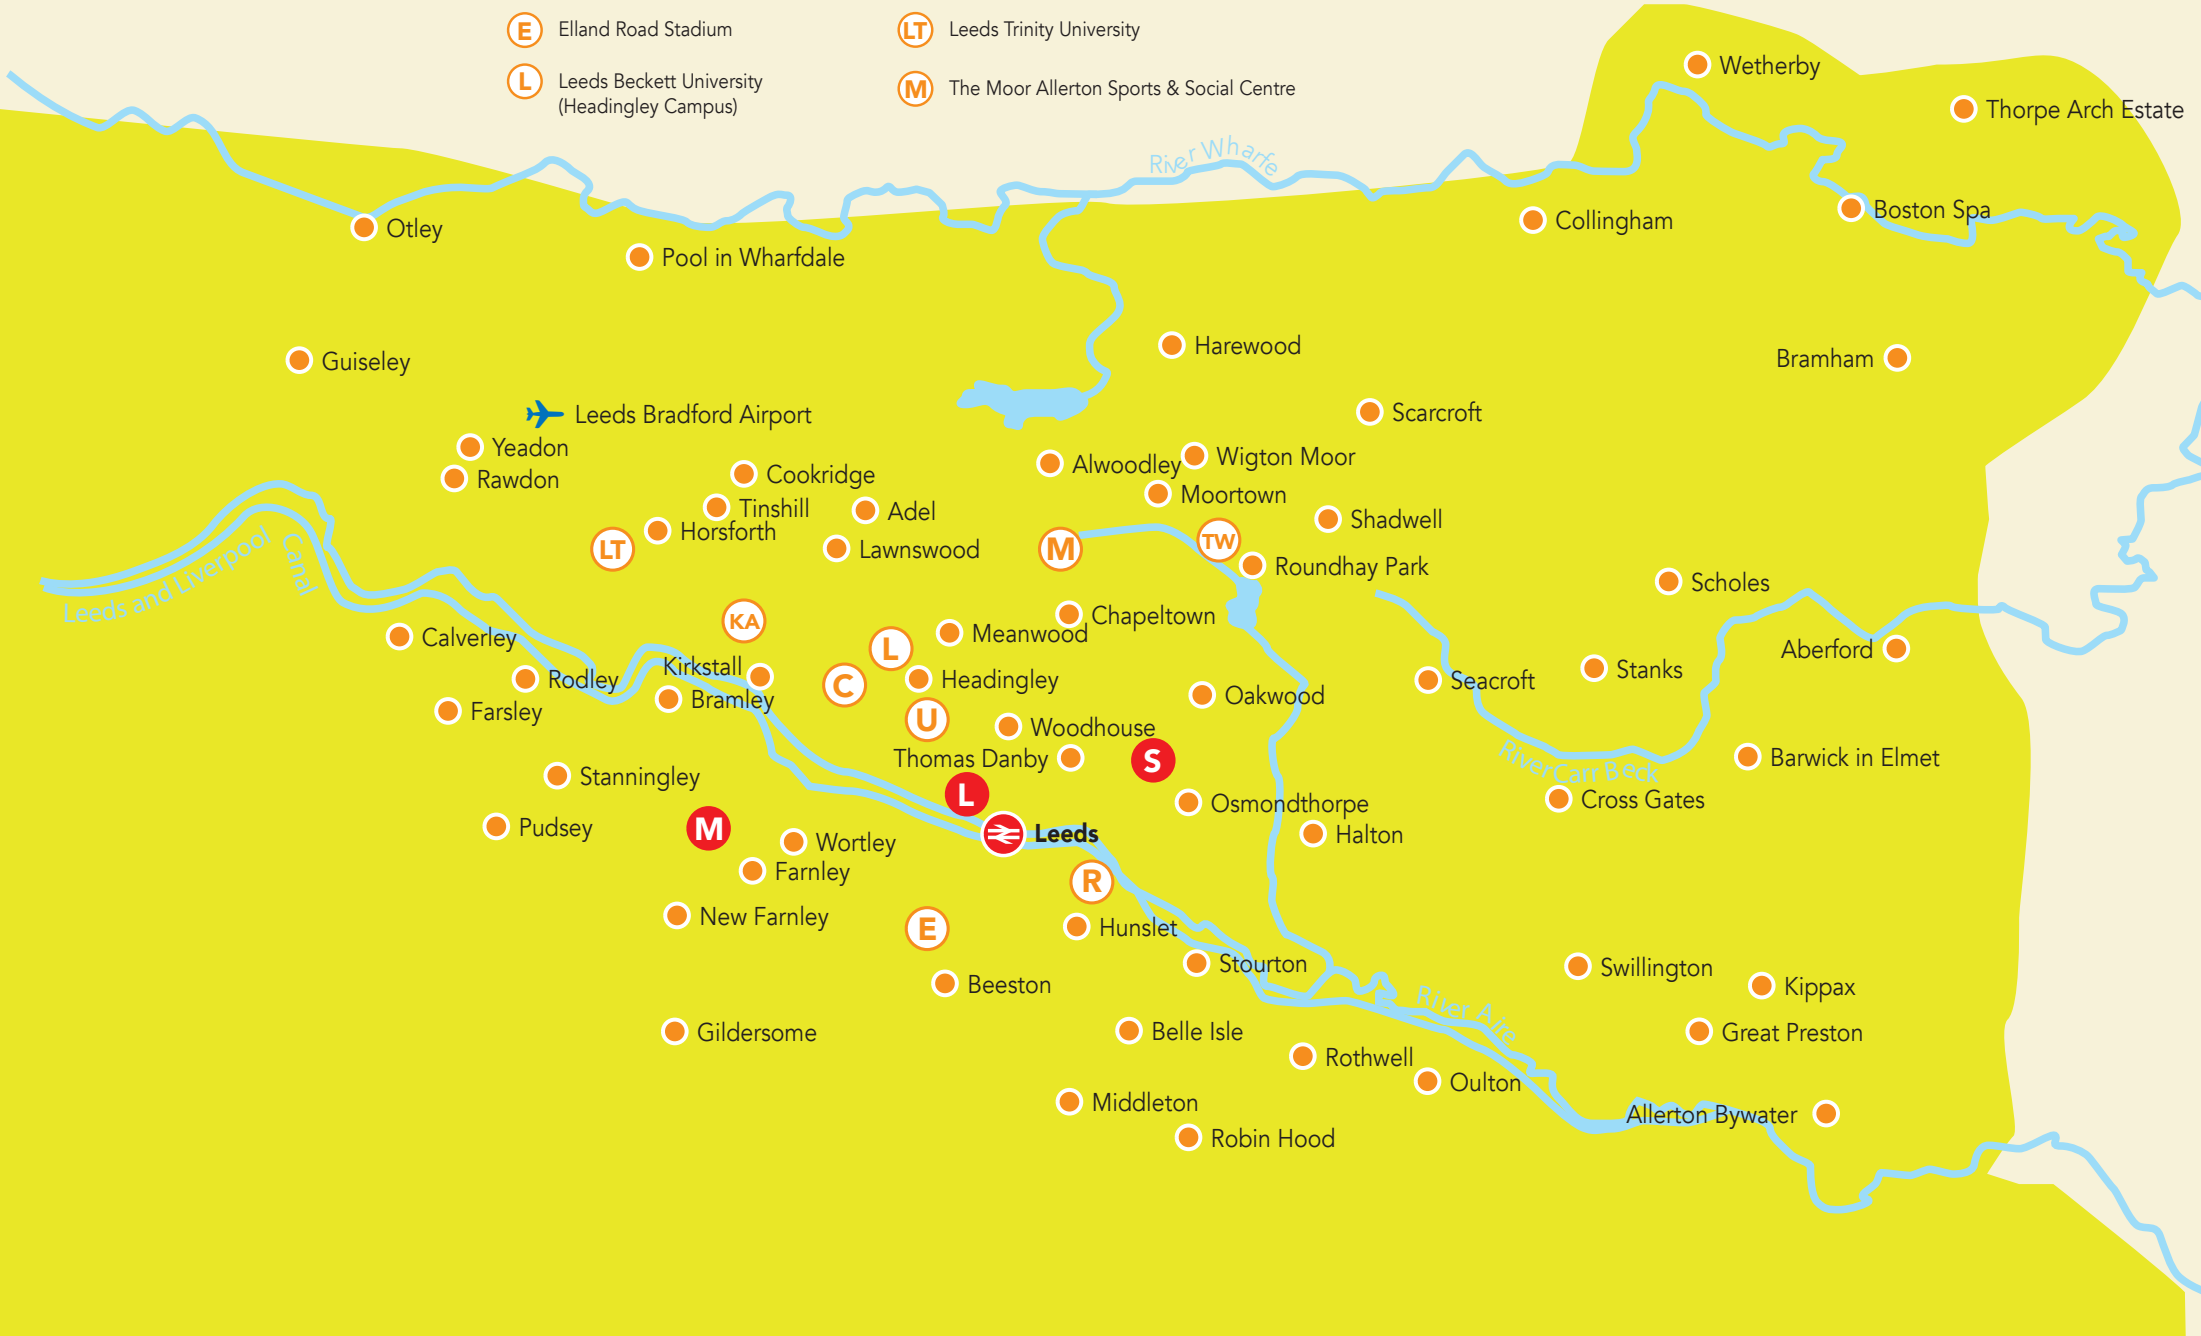 E Elland Road Stadium
LT Leeds Trinity University
L Leeds Beckett University
(Headingley Campus)
M The Moor Allerton Sports & Social Centre
Wetherby
Thorpe Arch Estate
River Wharfe
Otley
Pool in Wharfdale
Collingham
Boston Spa
Guiseley
Harewood
Bramham
Leeds Bradford Airport
Scarcroft
Yeadon
Rawdon
Cookridge
Alwoodley
Wigton Moor
Tinshill
Adel
Moortown
Horsforth
Shadwell
LT
Lawnswood
M
TW
Roundhay Park
Leeds and Liverpool Canal
Scholes
KA
Chapeltown
Calverley
Meanwood
L
Aberford
Kirkstall
Rodley
C
Headingley
Stanks
Seacroft
Bramley
Oakwood
Farsley
U
Woodhouse
Thomas Danby
S
River Carr Beck
Barwick in Elmet
Stanningley
L
Osmondthorpe
Cross Gates
Pudsey
M
Wortley
Leeds
Halton
Farnley
R
New Farnley
E
Hunslet
Stourton
Swillington
Beeston
Kippax
River Aire
Gildersome
Belle Isle
Great Preston
Rothwell
Oulton
Middleton
Allerton Bywater
Robin Hood